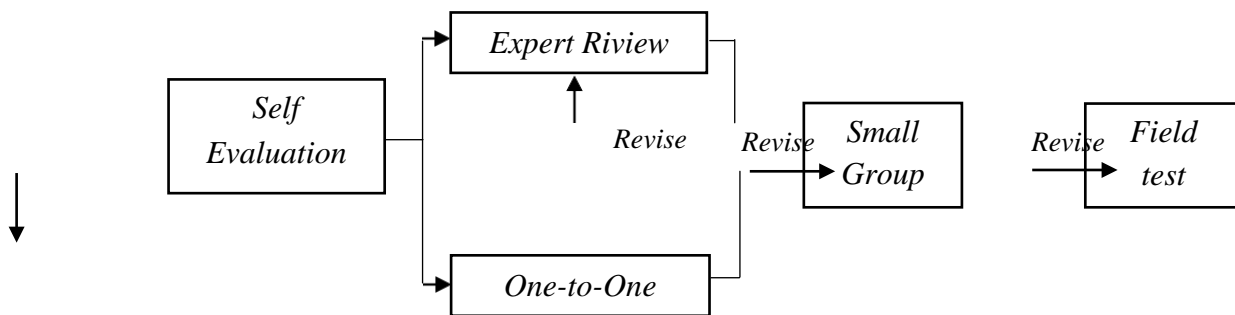 Expert Riview
Self
Evaluation
Revise
Revise
Small
Group
Revise
Field
test
One-to-One